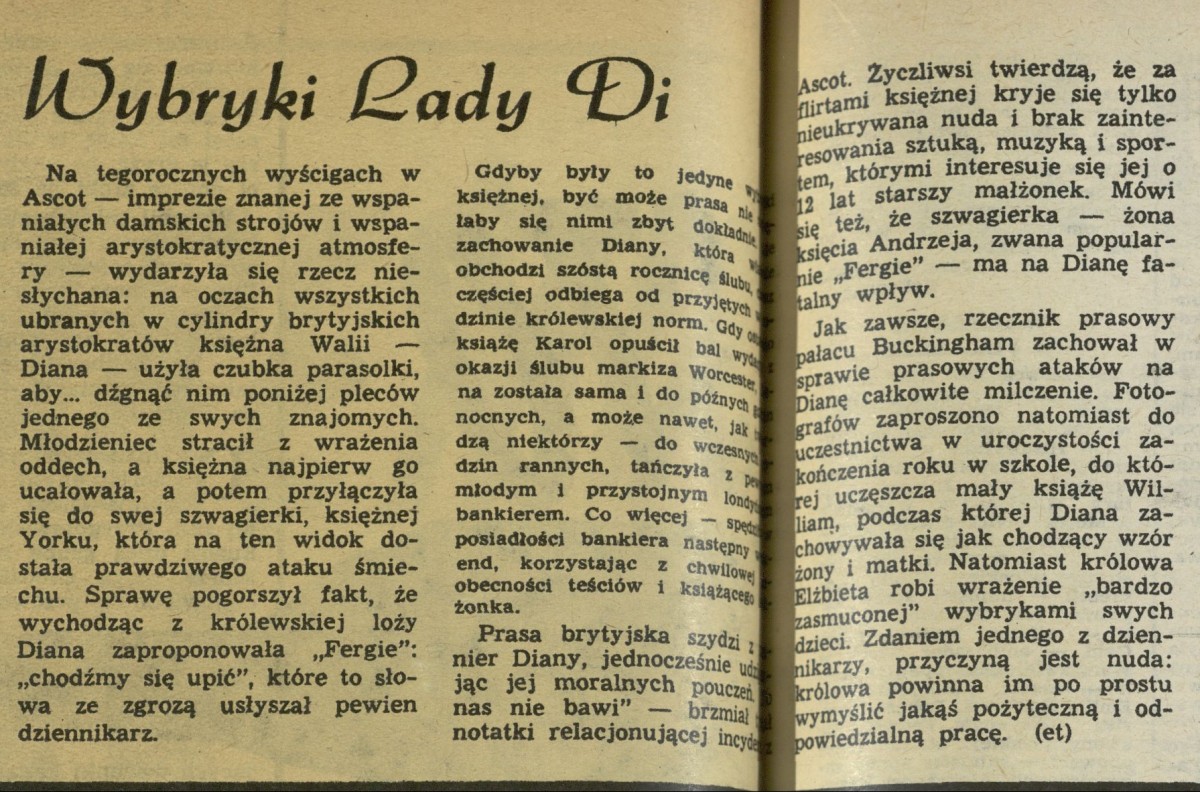 Wybryki Lady Di
Na tegorocznych wyścigach w
Ascot — imprezie znanej ze wspa-
niałych damskich strojów i wspa-
niałej arystokratycznej atmosfe-
ry — wydarzyła się rzecz nie-
słychana: na oczach wszystkich
ubranych w cylindry brytyjskich
arystokratów księżna Walii —
Diana — użyła czubka parasolki,
aby... dźgnąć nim poniżej pleców
jednego ze swych znajomych.
Młodzieniec stracił z wrażenia
oddech, a księżna najpierw go
ucałowała, a potem przyłączyła
się do swej szwagierki, księżnej
Yorku, która na ten widok do-
stała prawdziwego ataku śmie-
chu. Sprawę pogorszył fakt, że
wychodząc z królewskiej loży
Diana zaproponowała „Fergie”:
„chodźmy się upić”, które to sło-
wa ze zgrozą usłyszał pewien
dziennikarz.
Gdyby były to jedyne
księżnej, być może prasa nie
łaby się nimi zbyt dokładnie.
zachowanie Diany, która
obchodzi szóstą rocznicę ślubu,
częściej odbiega od przyjętych
dzinie królewskiej norm. Gdy
książę Karol opuścił bal
okazji ślubu markiza Worcester,
na została sama i do późnych
nocnych, a może nawet, jak
dzą niektórzy — do wczesnych
dzin rannych, tańczyła z
młodym i przystojnym
bankierem. Co więcej —
posiadłości bankiera następny
end, korzystając z chwilowej
obecności teściów i książęcego
żonka.
Prasa brytyjska szydzi z
nier Diany, jednocześnie
jąc jej moralnych pouczeń.
nas nie bawi” — brzmiał
notatki relacjonującej
Ascot. Życzliwsi twierdzą, że za
flirtami księżnej kryje się tylko
nieukrywana nuda i brak zainte-
resowania sztuką, muzyką i spor-
tem, którymi interesuje się jej o
12 lat starszy małżonek. Mówi
się też, że szwagierka — żona
księcia Andrzeja, zwana popular-
nie „Fergie” — ma na Dianę fa-
talny wpływ.
Jak zawsze, rzecznik prasowy
pałacu Buckingham zachował w
sprawie prasowych ataków na
Dianę całkowite milczenie. Foto-
grafów zaproszono natomiast do
uczestnictwa w uroczystości za-
kończenia roku w szkole, do któ-
rej uczęszcza mały książę Wil-
liam, podczas której Diana za-
chowywała się jak chodzący wzór
żony i matki. Natomiast królowa
Elżbieta robi wrażenie „bardzo
zasmuconej” wybrykami swych
dzieci. Zdaniem jednego z dzien-
nikarzy, przyczyną jest nuda:
królowa powinna im po prostu
wymyślić jakąś pożyteczną i od-
powiedzialną pracę. (et)